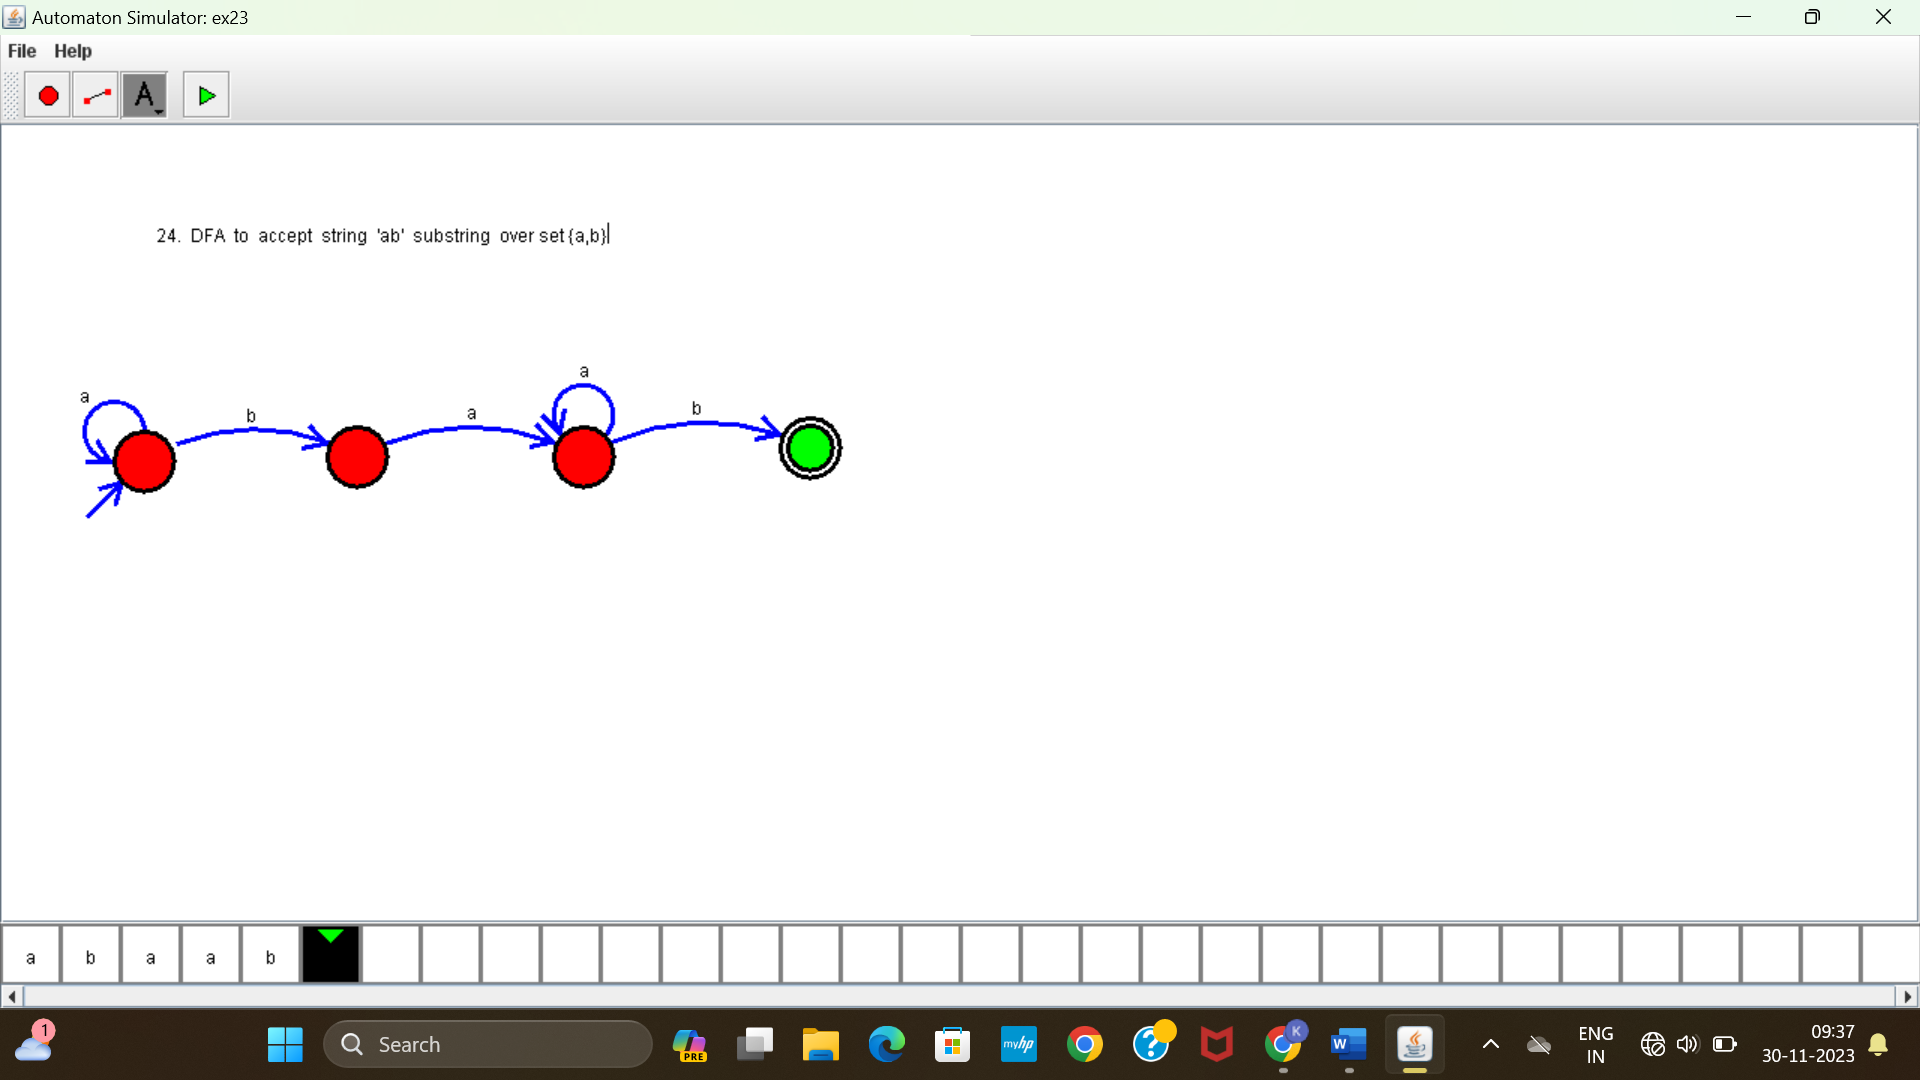 Automaton Simulator: ex23
File Help
A
24. DFA to accept string 'ab' substring over set {a,b}
a
a b a b
a b a a b
1
Search
PRE
myhp
?
K
W
ENG
IN
09:37
30-11-2023